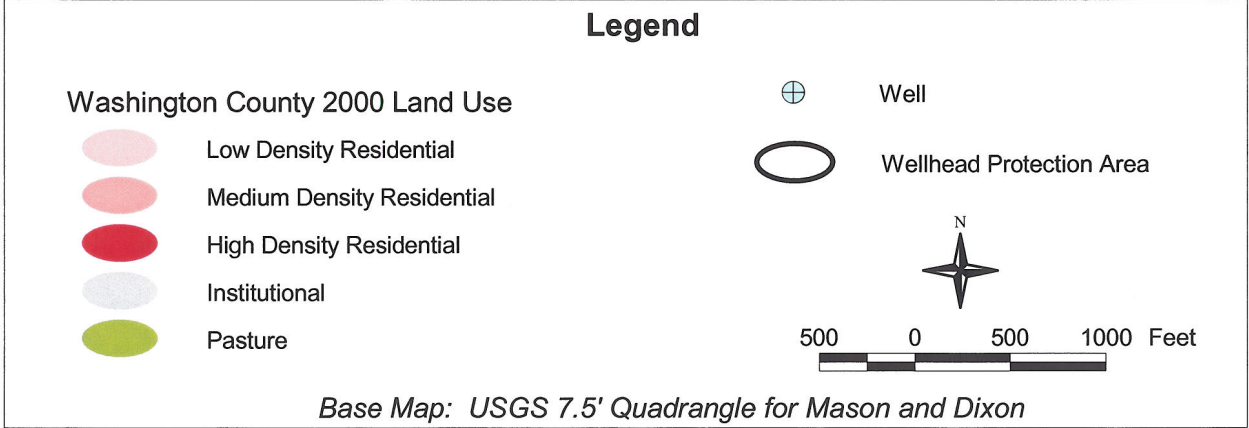 Legend
Washington County 2000 Land Use
Low Density Residential
Medium Density Residential
High Density Residential
Institutional
Pasture
Well
Wellhead Protection Area
N
500 0 500 1000 Feet
Base Map: USGS 7.5' Quadrangle for Mason and Dixon